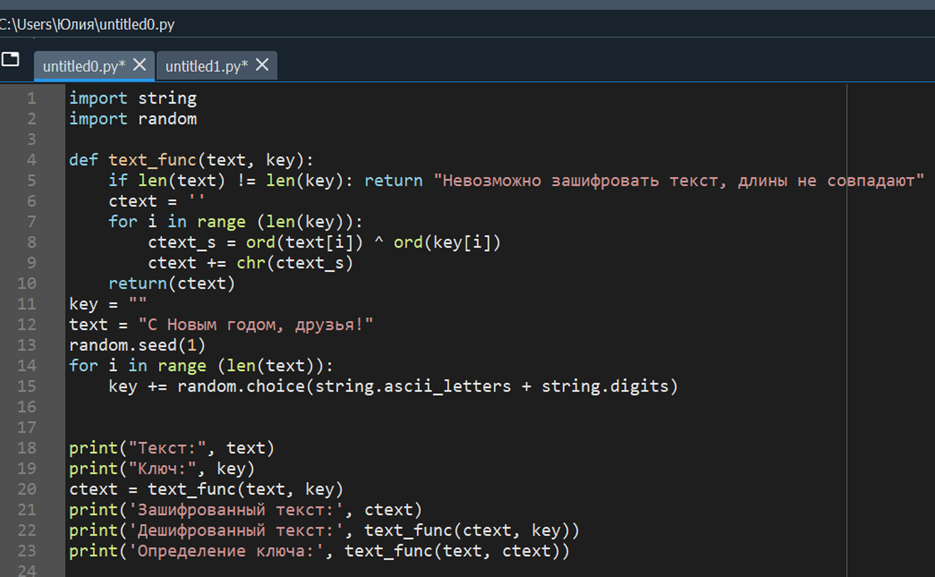 C:\Users\Юлия\untitled0.py
untitled0.py* untitled1.py*
1 import string
2 import random
3
4 def text_func(text, key):
5     if len(text) != len(key): return "Невозможно зашифровать текст, длины не совпадают"
6     ctext = ''
7     for i in range (len(key)):
8         ctext_s = ord(text[i]) ^ ord(key[i])
9         ctext += chr(ctext_s)
10     return(ctext)
11 key = ""
12 text = "С Новым годом, друзья!"
13 random.seed(1)
14 for i in range (len(text)):
15     key += random.choice(string.ascii_letters + string.digits)
16
17
18 print("Текст:", text)
19 print("Ключ:", key)
20 ctext = text_func(text, key)
21 print('Зашифрованный текст:', ctext)
22 print('Дешифрованный текст:', text_func(ctext, key))
23 print('Определение ключа:', text_func(text, ctext))
24